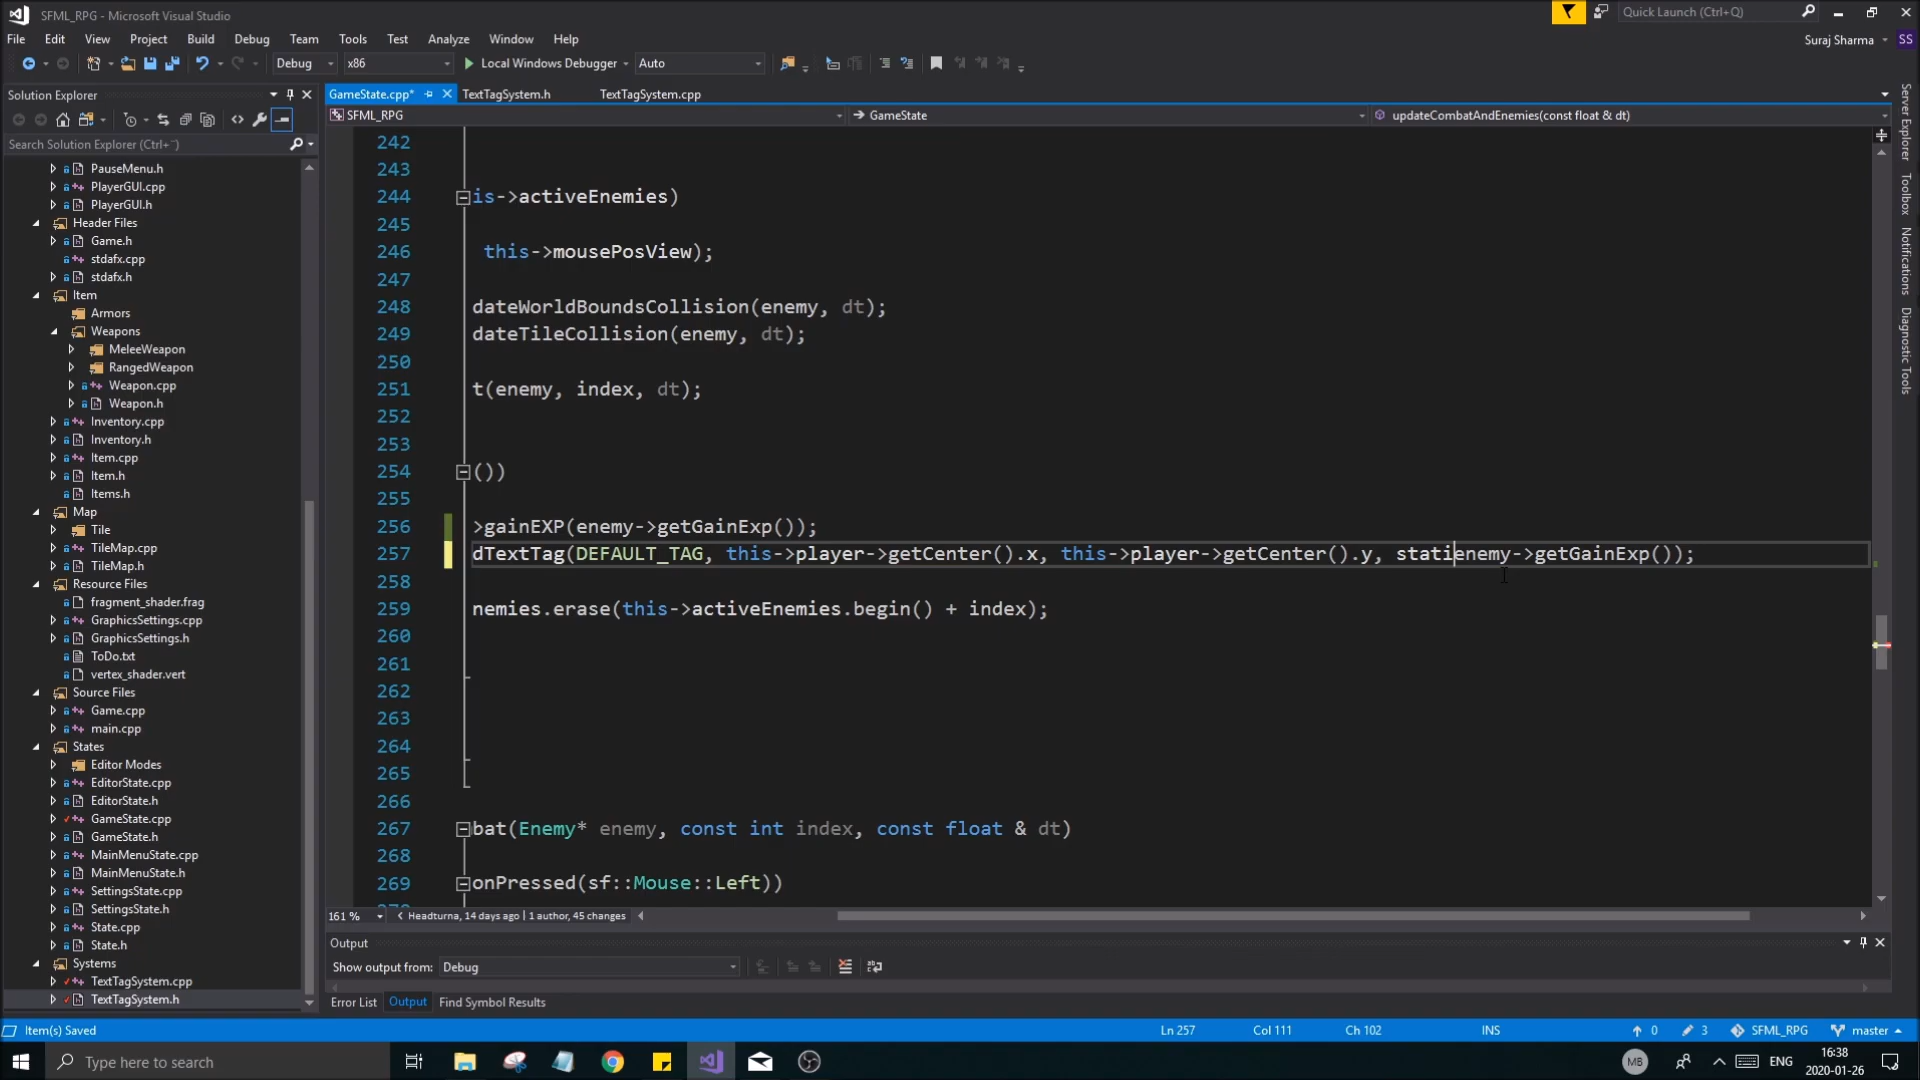 SFML_RPG - Microsoft Visual Studio
Quick Launch (Ctrl+Q)
File Edit View Project Build Debug Team Tools Test Analyze Window Help
Suraj Sharma SS
Debug x86 Local Windows Debugger Auto
Solution Explorer
Search Solution Explorer (Ctrl+¨)
PauseMenu.h
PlayerGUI.cpp
PlayerGUI.h
Header Files
Game.h
stdafx.cpp
stdafx.h
Item
Armors
Weapons
MeleeWeapon
RangedWeapon
Weapon.cpp
Weapon.h
Inventory.cpp
Inventory.h
Item.cpp
Item.h
Items.h
Map
Tile
TileMap.cpp
TileMap.h
Resource Files
fragment_shader.frag
GraphicsSettings.cpp
GraphicsSettings.h
ToDo.txt
vertex_shader.vert
Source Files
Game.cpp
main.cpp
States
Editor Modes
EditorState.cpp
EditorState.h
GameState.cpp
GameState.h
MainMenuState.cpp
MainMenuState.h
SettingsState.cpp
SettingsState.h
State.cpp
State.h
Systems
TextTagSystem.cpp
TextTagSystem.h
GameState.cpp* TextTagSystem.h TextTagSystem.cpp
SFML_RPG GameState updateCombatAndEnemies(const float & dt)
242
243
244 is->activeEnemies)
245
246 this->mousePosView);
247
248 dateWorldBoundsCollision(enemy, dt);
249 dateTileCollision(enemy, dt);
250
251 t(enemy, index, dt);
252
253
254 ())
255
256 >gainEXP(enemy->getGainExp());
257 dTextTag(DEFAULT_TAG, this->player->getCenter().x, this->player->getCenter().y, statienemy->getGainExp());
258
259 nemies.erase(this->activeEnemies.begin() + index);
260
261
262
263
264
265
266
267 bat(Enemy* enemy, const int index, const float & dt)
268
269 onPressed(sf::Mouse::Left))
161 % Headturna, 14 days ago | 1 author, 45 changes
Server Explorer
Toolbox
Notifications
Diagnostic Tools
Output
Show output from: Debug
Error List Output Find Symbol Results
Item(s) Saved Ln 257 Col 111 Ch 102 INS 0 3 SFML_RPG master
Type here to search
MB
ENG
16:38
2020-01-26